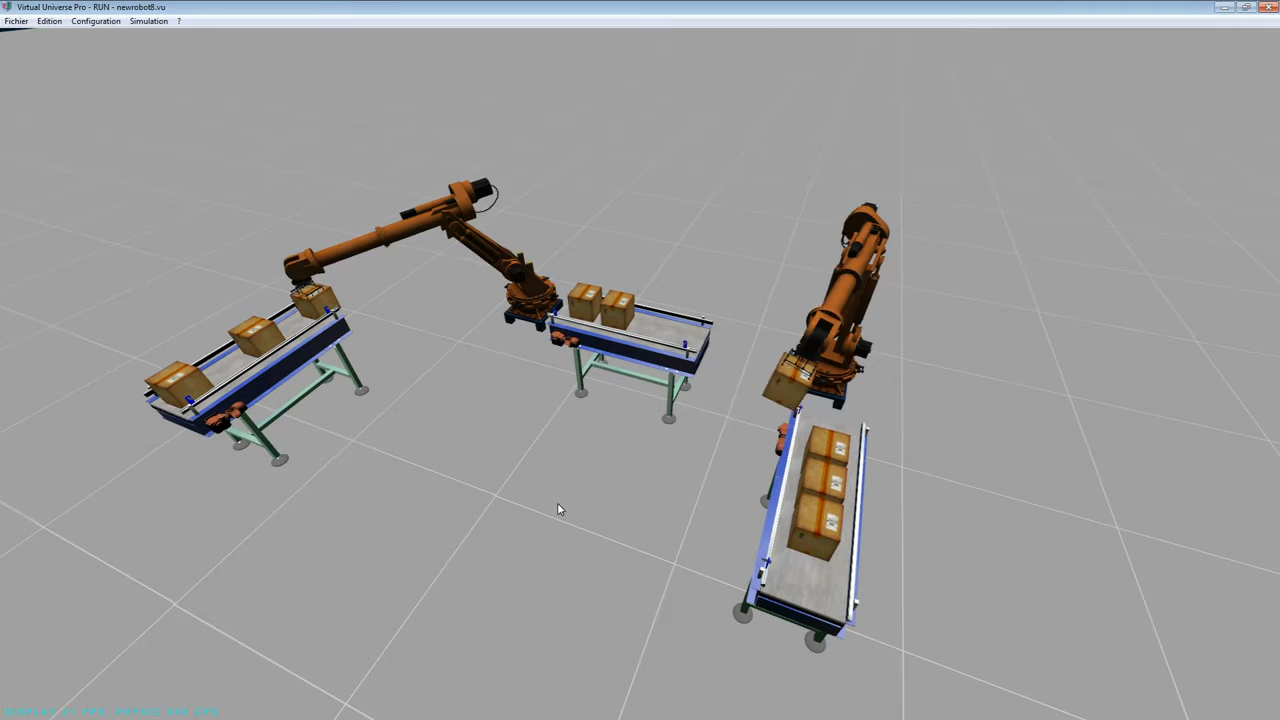 Virtual Universe Pro - RUN - newrobot8.vu
Fichier Edition Configuration Simulation ?